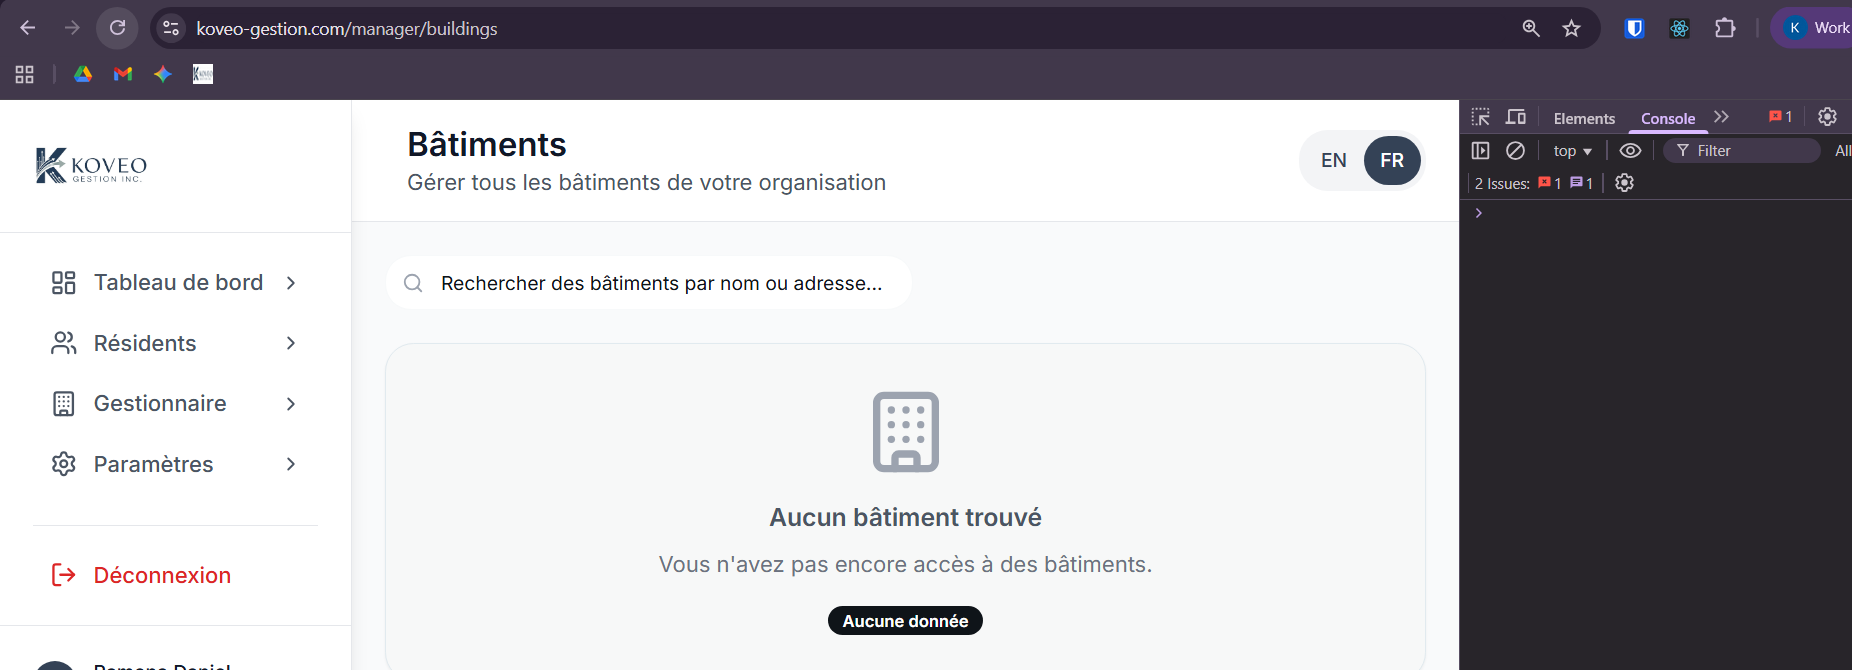 koveo-gestion.com/manager/buildings
K Work
KOVEO
GESTION INC.
Tableau de bord
Résidents
Gestionnaire
Paramètres
Déconnexion
Bâtiments
Gérer tous les bâtiments de votre organisation
EN FR
Rechercher des bâtiments par nom ou adresse...
Aucun bâtiment trouvé
Vous n'avez pas encore accès à des bâtiments.
Aucune donnée
Elements Console 1
top Filter All
2 Issues: 1 1